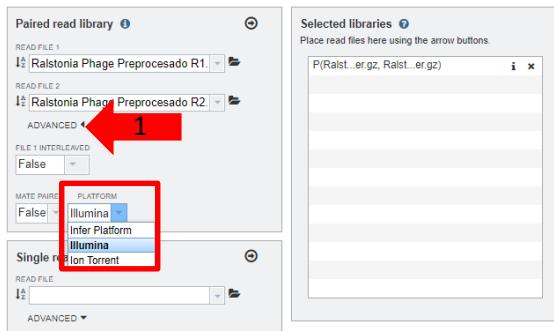 Paired read library
READ FILE 1
Ralstonia Phage Preprocesado R1.
READ FILE 2
Ralstonia Phage Preprocesado R2.
ADVANCED
1
FILE 1 INTERLEAVED
False
MATE PAIRED PLATFORM
False Illumina
Infer Platform
Illumina
Ion Torrent
Single re
READ FILE
ADVANCED
Selected libraries
Place read files here using the arrow buttons.
P(Ralst...er.gz, Ralst...er.gz)